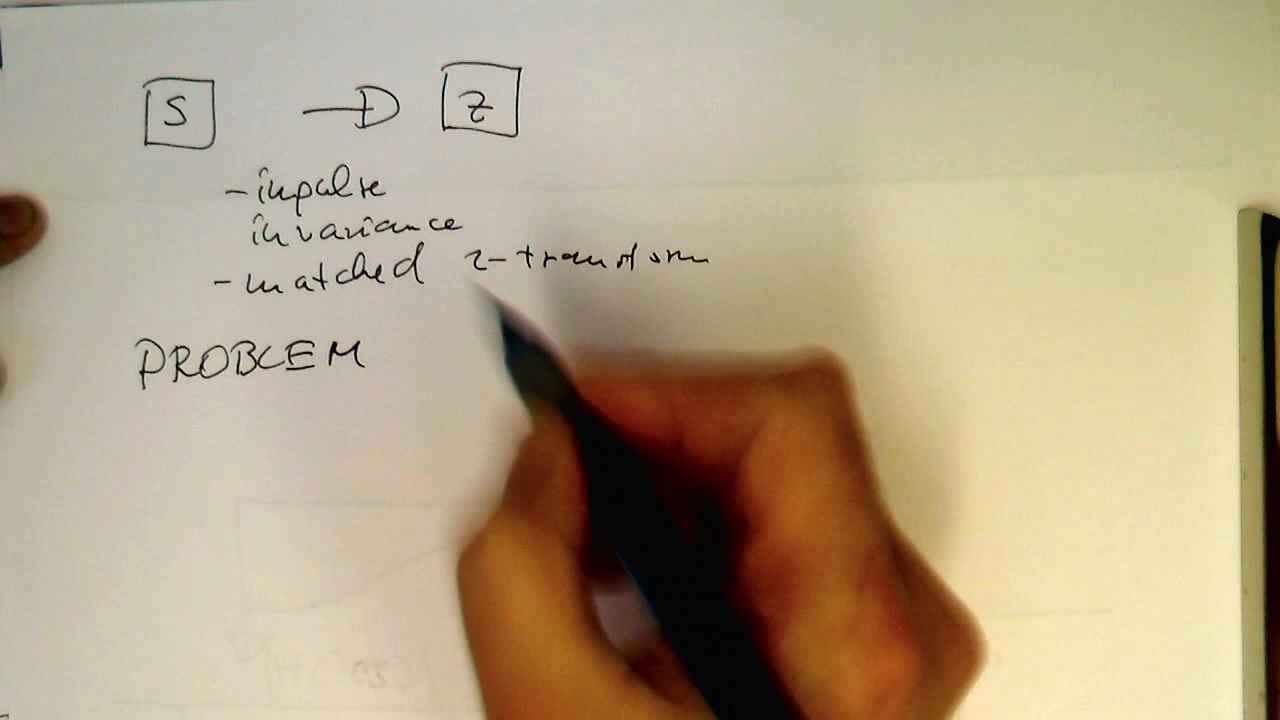 S → Z
- impulse
invariance
- matched z-transform
PROBLEM